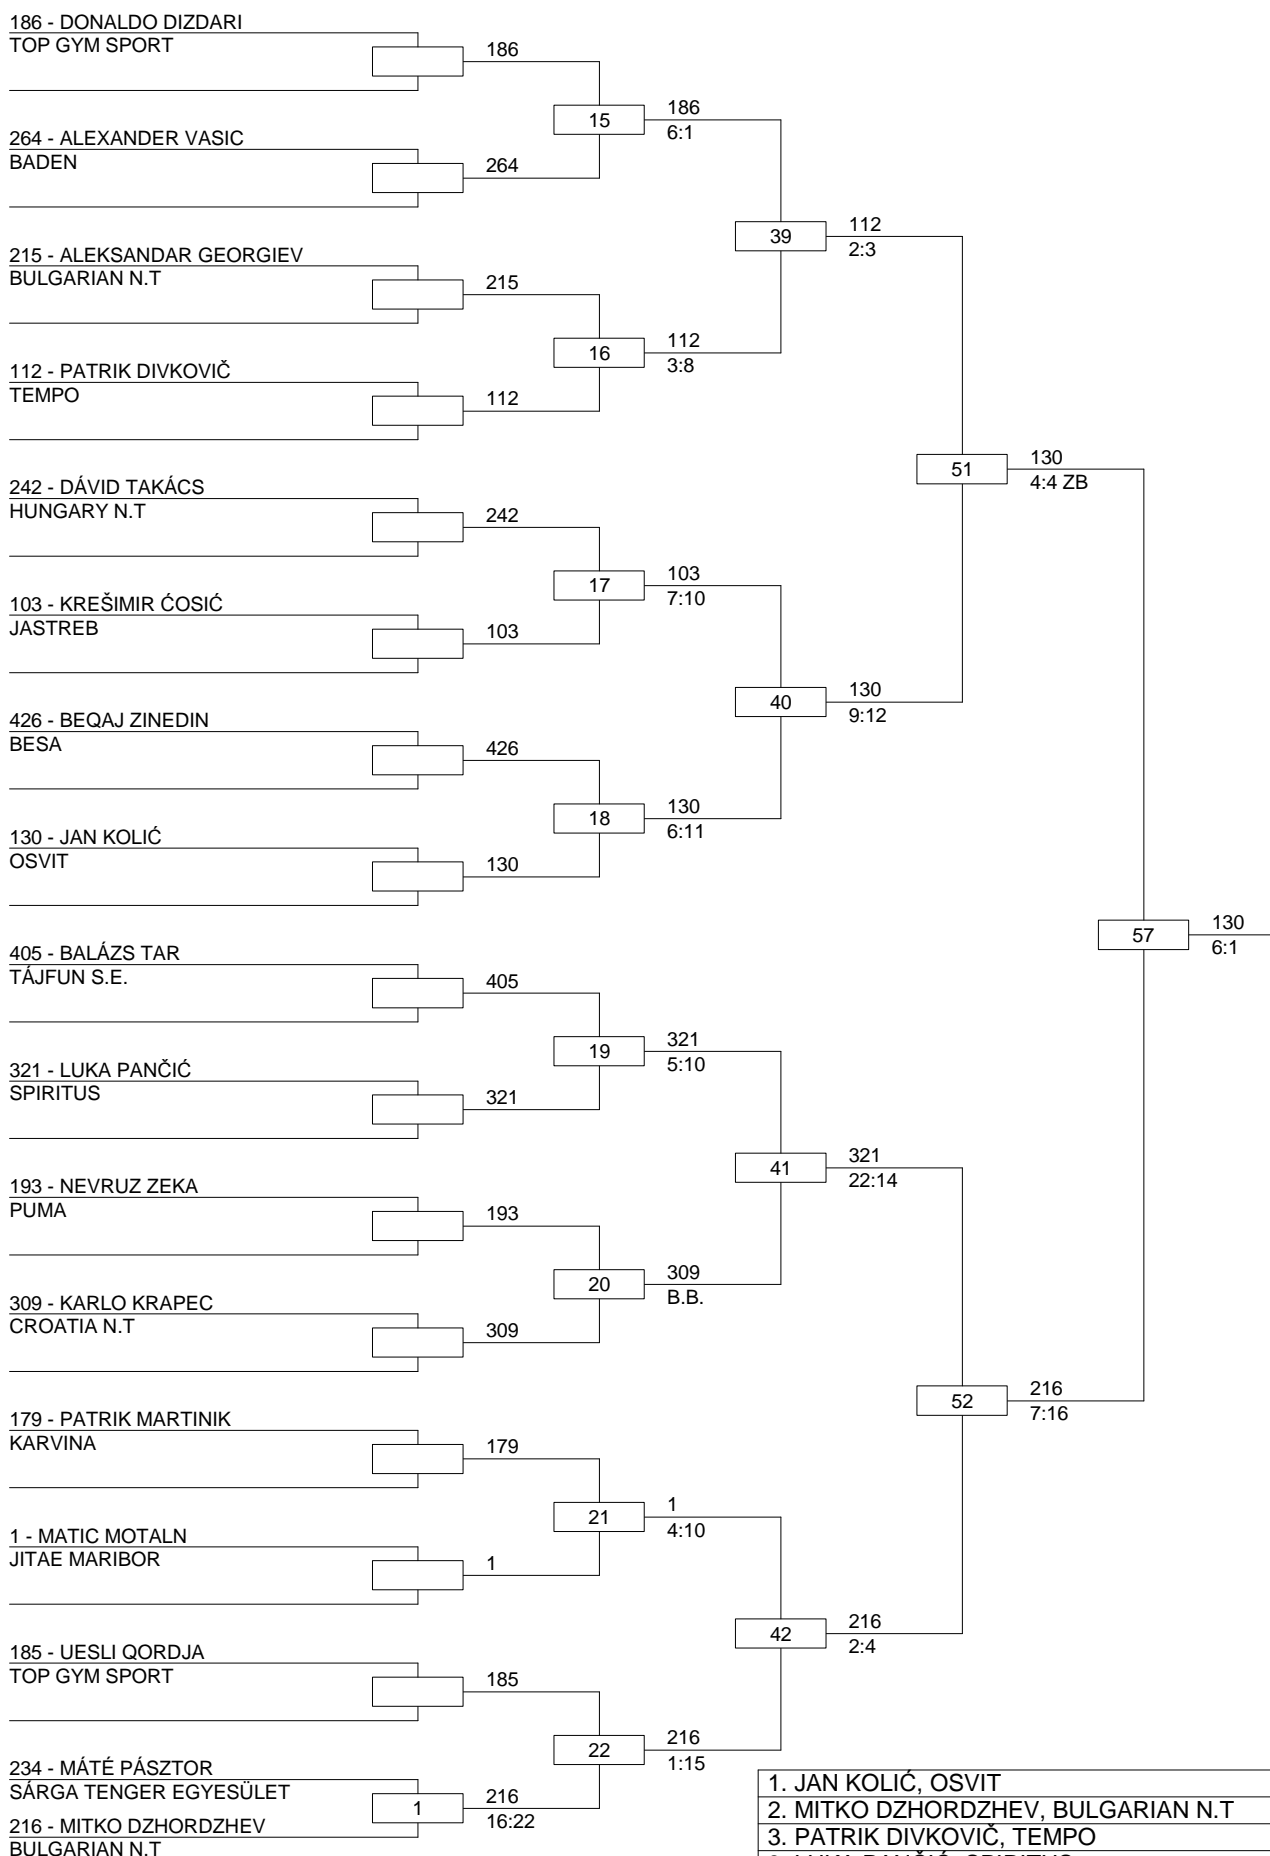 186 - DONALDO DIZDARI
TOP GYM SPORT
186
15
186
6:1
264 - ALEXANDER VASIC
BADEN
264
39
112
2:3
215 - ALEKSANDAR GEORGIEV
BULGARIAN N.T
215
16
112
3:8
112 - PATRIK DIVKOVIČ
TEMPO
112
51
130
4:4 ZB
242 - DÁVID TAKÁCS
HUNGARY N.T
242
17
103
7:10
103 - KREŠIMIR ĆOSIĆ
JASTREB
103
40
130
9:12
426 - BEQAJ ZINEDIN
BESA
426
18
130
6:11
130 - JAN KOLIĆ
OSVIT
130
57
130
6:1
405 - BALÁZS TAR
TÁJFUN S.E.
405
19
321
5:10
321 - LUKA PANČIĆ
SPIRITUS
321
41
321
22:14
193 - NEVRUZ ZEKA
PUMA
193
20
309
B.B.
309 - KARLO KRAPEC
CROATIA N.T
309
52
216
7:16
179 - PATRIK MARTINIK
KARVINA
179
21
1
4:10
1 - MATIC MOTALN
JITAE MARIBOR
1
42
216
2:4
185 - UESLI QORDJA
TOP GYM SPORT
185
22
216
1:15
234 - MÁTÉ PÁSZTOR
SÁRGA TENGER EGYESÜLET
1
216
16:22
216 - MITKO DZHORDZHEV
BULGARIAN N.T
1. JAN KOLIĆ, OSVIT
2. MITKO DZHORDZHEV, BULGARIAN N.T
3. PATRIK DIVKOVIČ, TEMPO
3. LUKA PANČIĆ, SPIRITUS